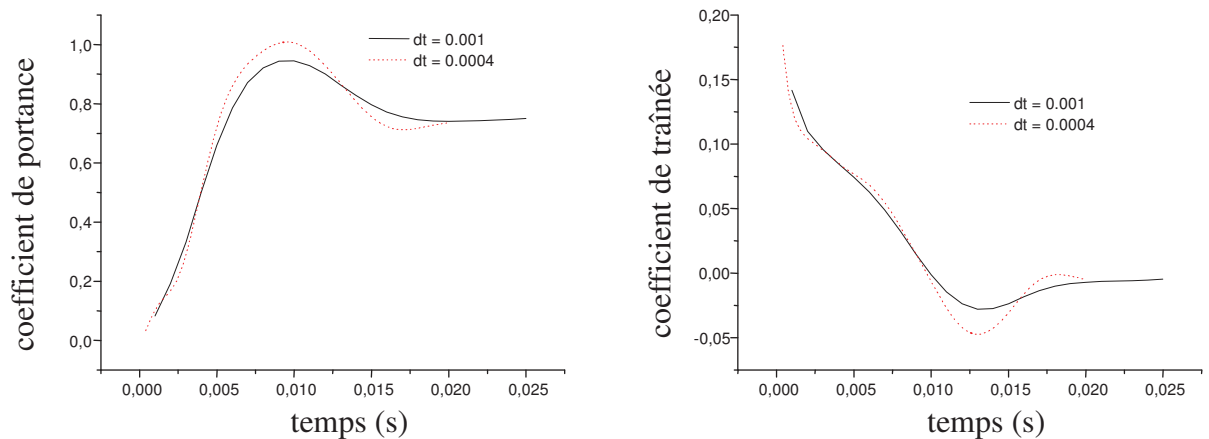 coefficient de portance
1,0
0,8
0,6
0,4
0,2
0,0
dt = 0.001
dt = 0.0004
0,000 0,005 0,010 0,015 0,020 0,025
temps (s)
coefficient de traînée
0,20
0,15
0,10
0,05
0,00
-0,05
dt = 0.001
dt = 0.0004
0,000 0,005 0,010 0,015 0,020 0,025
temps (s)